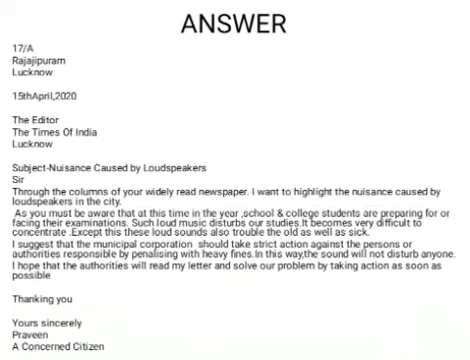 ANSWER
17/A
Rajajipuram
Lucknow
15thApril,2020
The Editor
The Times Of India
Lucknow
Subject-Nuisance Caused by Loudspeakers
Sir
Through the columns of your widely read newspaper. I want to highlight the nuisance caused by
loudspeakers in the city.
As you must be aware that at this time in the year ,school & college students are preparing for or
facing their examinations. Such loud music disturbs our studies.It becomes very difficult to
concentrate .Except this these loud sounds also trouble the old as well as sick.
I suggest that the municipal corporation should take strict action against the persons or
authorities responsible by penalising with heavy fines.In this way,the sound will not disturb anyone.
I hope that the authorities will read my letter and solve our problem by taking action as soon as
possible
Thanking you
Yours sincerely
Praveen
A Concerned Citizen